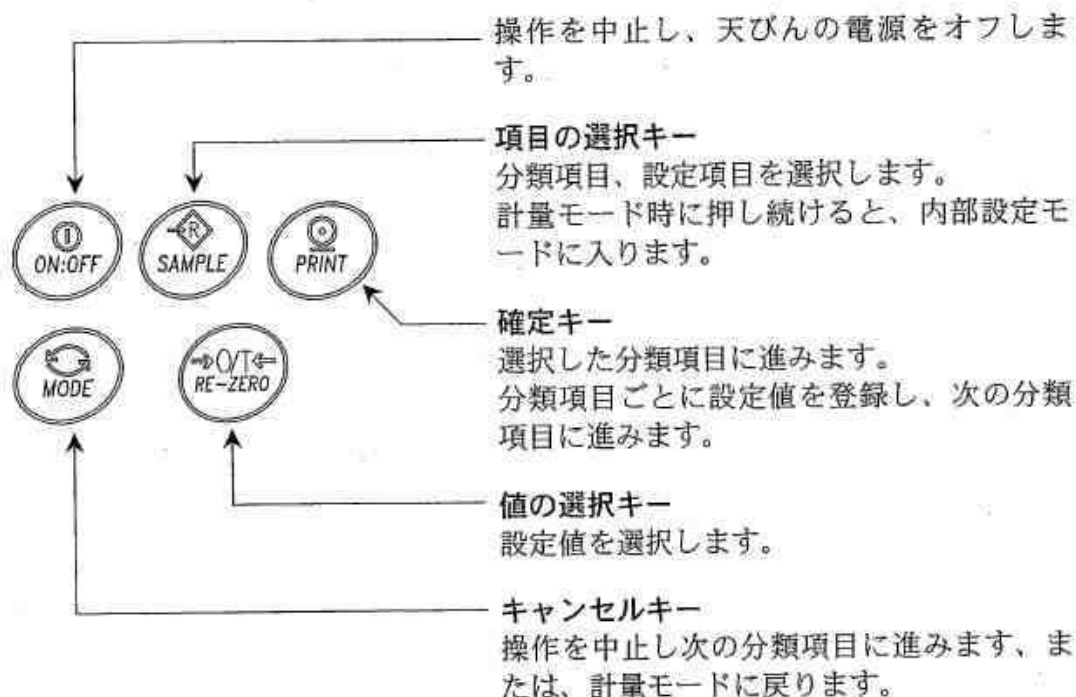 操作を中止し、天びんの電源をオフしま
す。
項目の選択キー
分類項目、設定項目を選択します。
計量モード時に押し続けると、内部設定モ
ードに入ります。
ON:OFF
R
SAMPLE
PRINT
確定キー
選択した分類項目に進みます。
分類項目ごとに設定値を登録し、次の分類
項目に進みます。
MODE
→O/T←
RE-ZERO
値の選択キー
設定値を選択します。
キャンセルキー
操作を中止し次の分類項目に進みます、ま
たは、計量モードに戻ります。